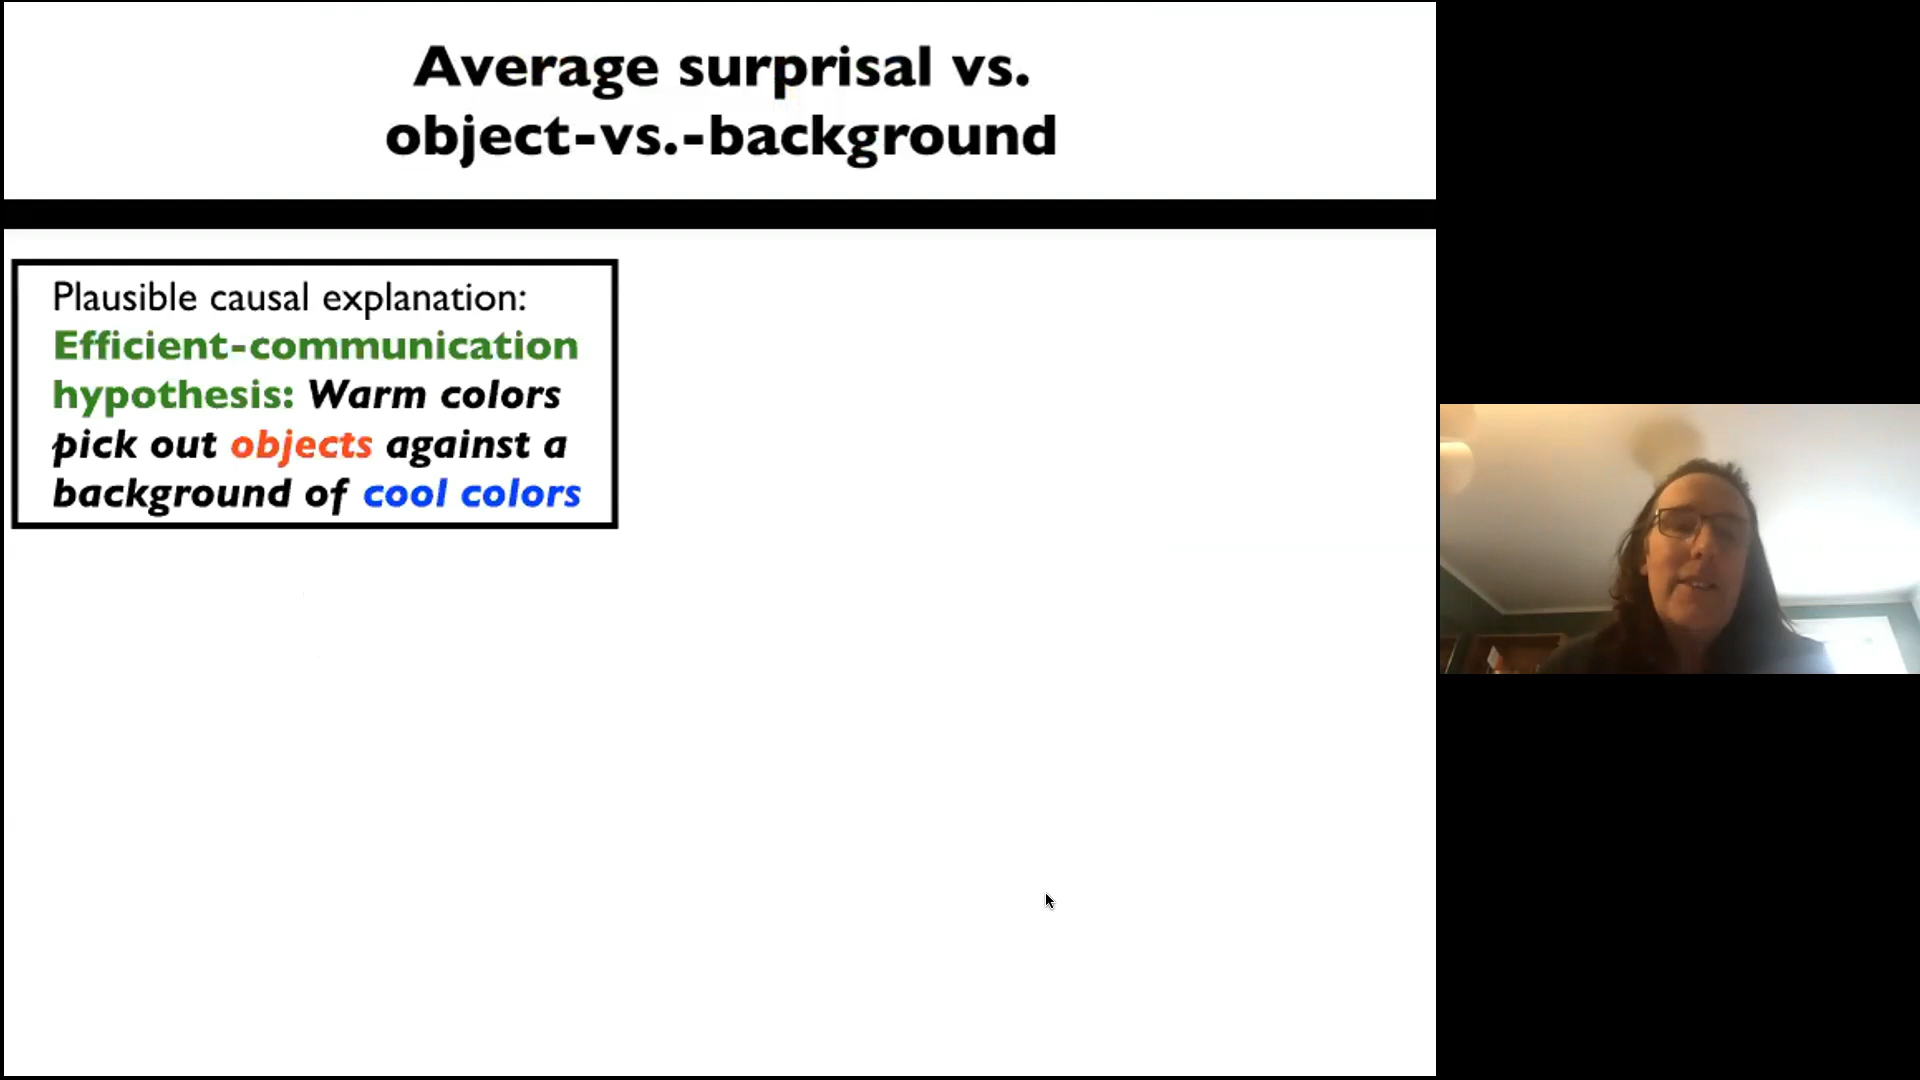 Average surprisal vs.
object-vs.-background
Plausible causal explanation:
Efficient-communication
hypothesis: Warm colors
pick out objects against a
background of cool colors